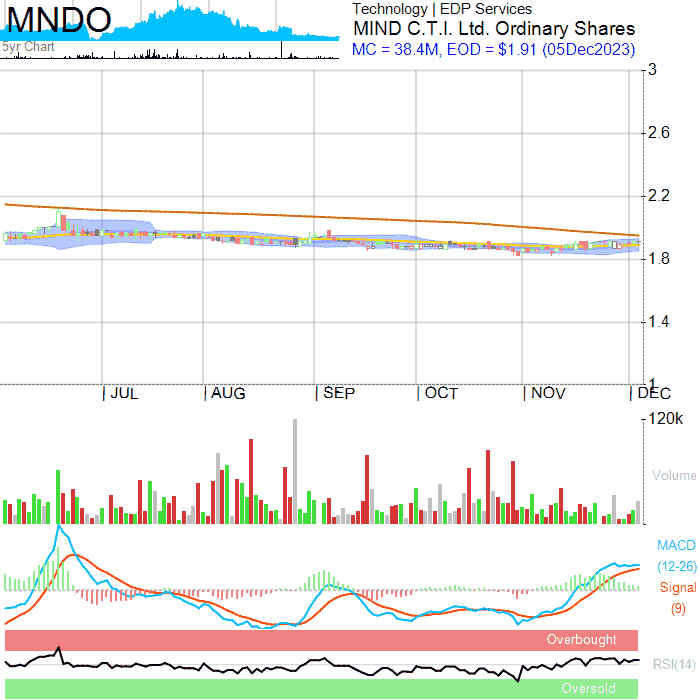 MNDO
5yr Chart
Technology | EDP Services
MIND C.T.I. Ltd. Ordinary Shares
MC = 38.4M, EOD = $1.91 (05Dec2023)
3
2.6
2.2
1.8
1.4
1
| JUL | AUG | SEP | OCT | NOV | DEC
120k
Volume
MACD
(12-26)
Signal
(9)
Overbought
RSI(14)
Oversold